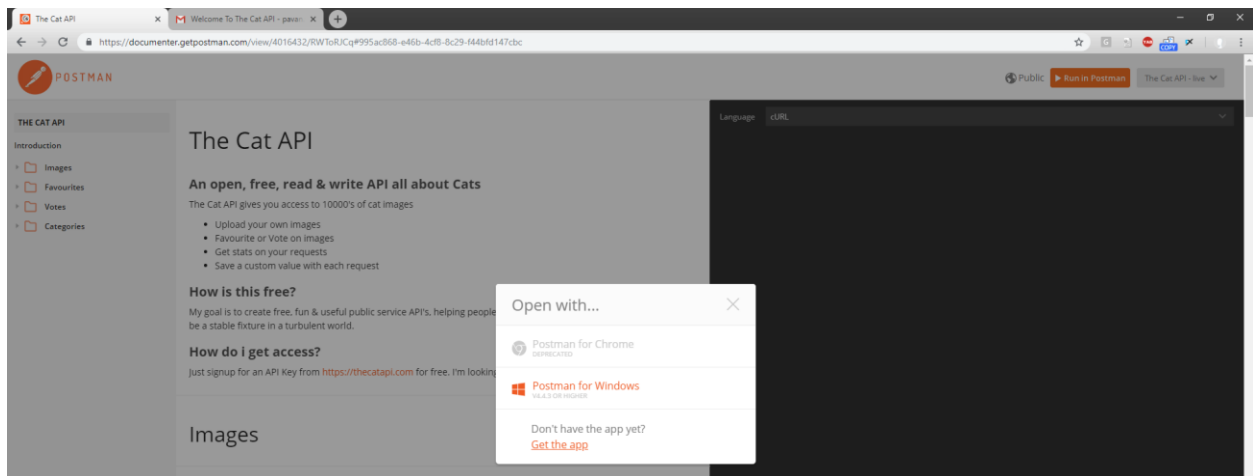 The Cat API
Welcome To The Cat API - pavan
https://documenter.getpostman.com/view/4016432/RWToRJCq#995ac868-e46b-4cf8-8c29-f44bfd147cbc
COPY
POSTMAN
Public
Run in Postman
The Cat API - live
THE CAT API
Introduction
Images
Favourites
Votes
Categories
The Cat API
An open, free, read & write API all about Cats
The Cat API gives you access to 10000's of cat images
Upload your own images
Favourite or Vote on images
Get stats on your requests
Save a custom value with each request
How is this free?
My goal is to create free, fun & useful public service API's, helping people
be a stable fixture in a turbulent world.
How do i get access?
Just signup for an API Key from https://thecatapi.com for free. I'm looking
Images
Language cURL
Open with...
Postman for Chrome
DEPRECATED
Postman for Windows
V4.4.3 OR HIGHER
Don't have the app yet?
Get the app